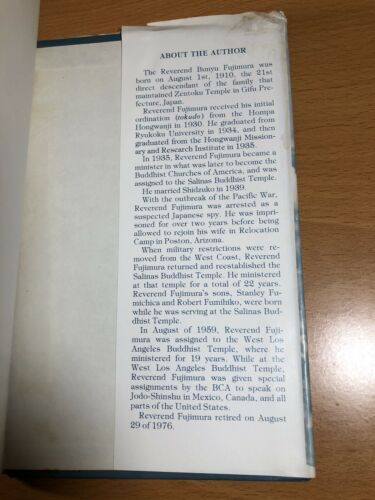 ABOUT THE AUTHOR
The Reverend Bunyu Fujimura was
born on August 1st, 1910, the 21st
direct descendant of the family that
maintained Zentoku Temple in Gifu Pre-
fecture, Japan.
Reverend Fujimura received his initial
ordination (tokudo) from the Hompa
Hongwanji in 1930. He graduated from
Ryukoku University in 1934, and then
graduated from the Hongwanji Mission-
ary and Research Institute in 1935.
In 1935, Reverend Fujimura became a
minister in what was later to become the
Buddhist Churches of America, and was
assigned to the Salinas Buddhist Temple.
He married Shidzuko in 1939.
With the outbreak of the Pacific War,
Reverend Fujimura was arrested as a
suspected Japanese spy. He was impri-
soned for over two years before being
allowed to rejoin his wife in Relocation
Camp in Poston, Arizona.
When military restrictions were re-
moved from the West Coast, Reverend
Fujimura returned and reestablished the
Salinas Buddhist Temple. He ministered
at that temple for a total of 22 years.
Reverend Fujimura's sons, Stanley Fu-
michica and Robert Fumihiko, were born
while he was serving at the Salinas Bud-
dhist Temple.
In August of 1959, Reverend Fuji-
mura was assigned to the West Los
Angeles Buddhist Temple, where he
ministered for 19 years. While at the
West Los Angeles Buddhist Temple,
Reverend Fujimura was given special
assignments by the BCA to speak on
Jodo-Shinshu in Mexico, Canada, and all
parts of the United States.
Reverend Fujimura retired on August
29 of 1976.